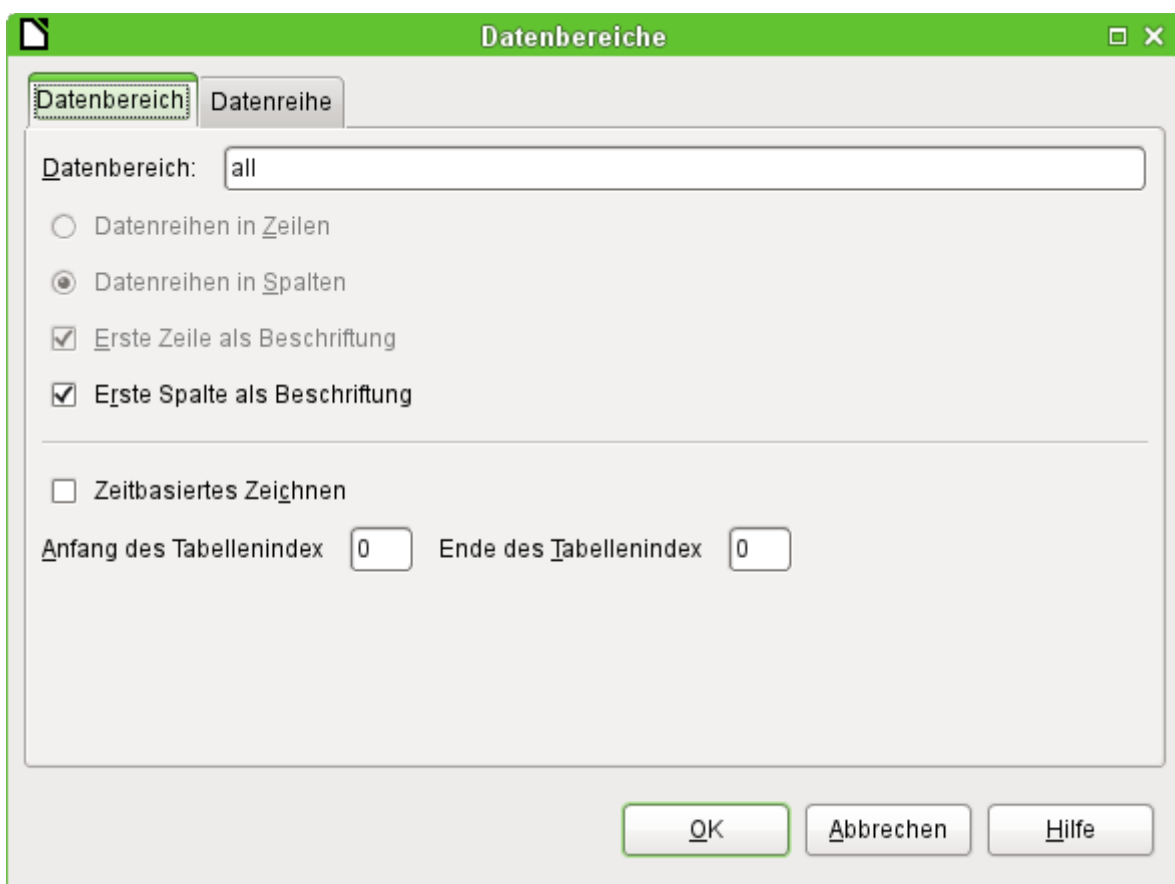 Datenbereiche
Datenbereich Datenreihe
Datenbereich: all
Datenreihen in Zeilen
Datenreihen in Spalten
Erste Zeile als Beschriftung
Erste Spalte als Beschriftung
Zeitbasiertes Zeichnen
Anfang des Tabellenindex 0 Ende des Tabellenindex 0
OK Abbrechen Hilfe